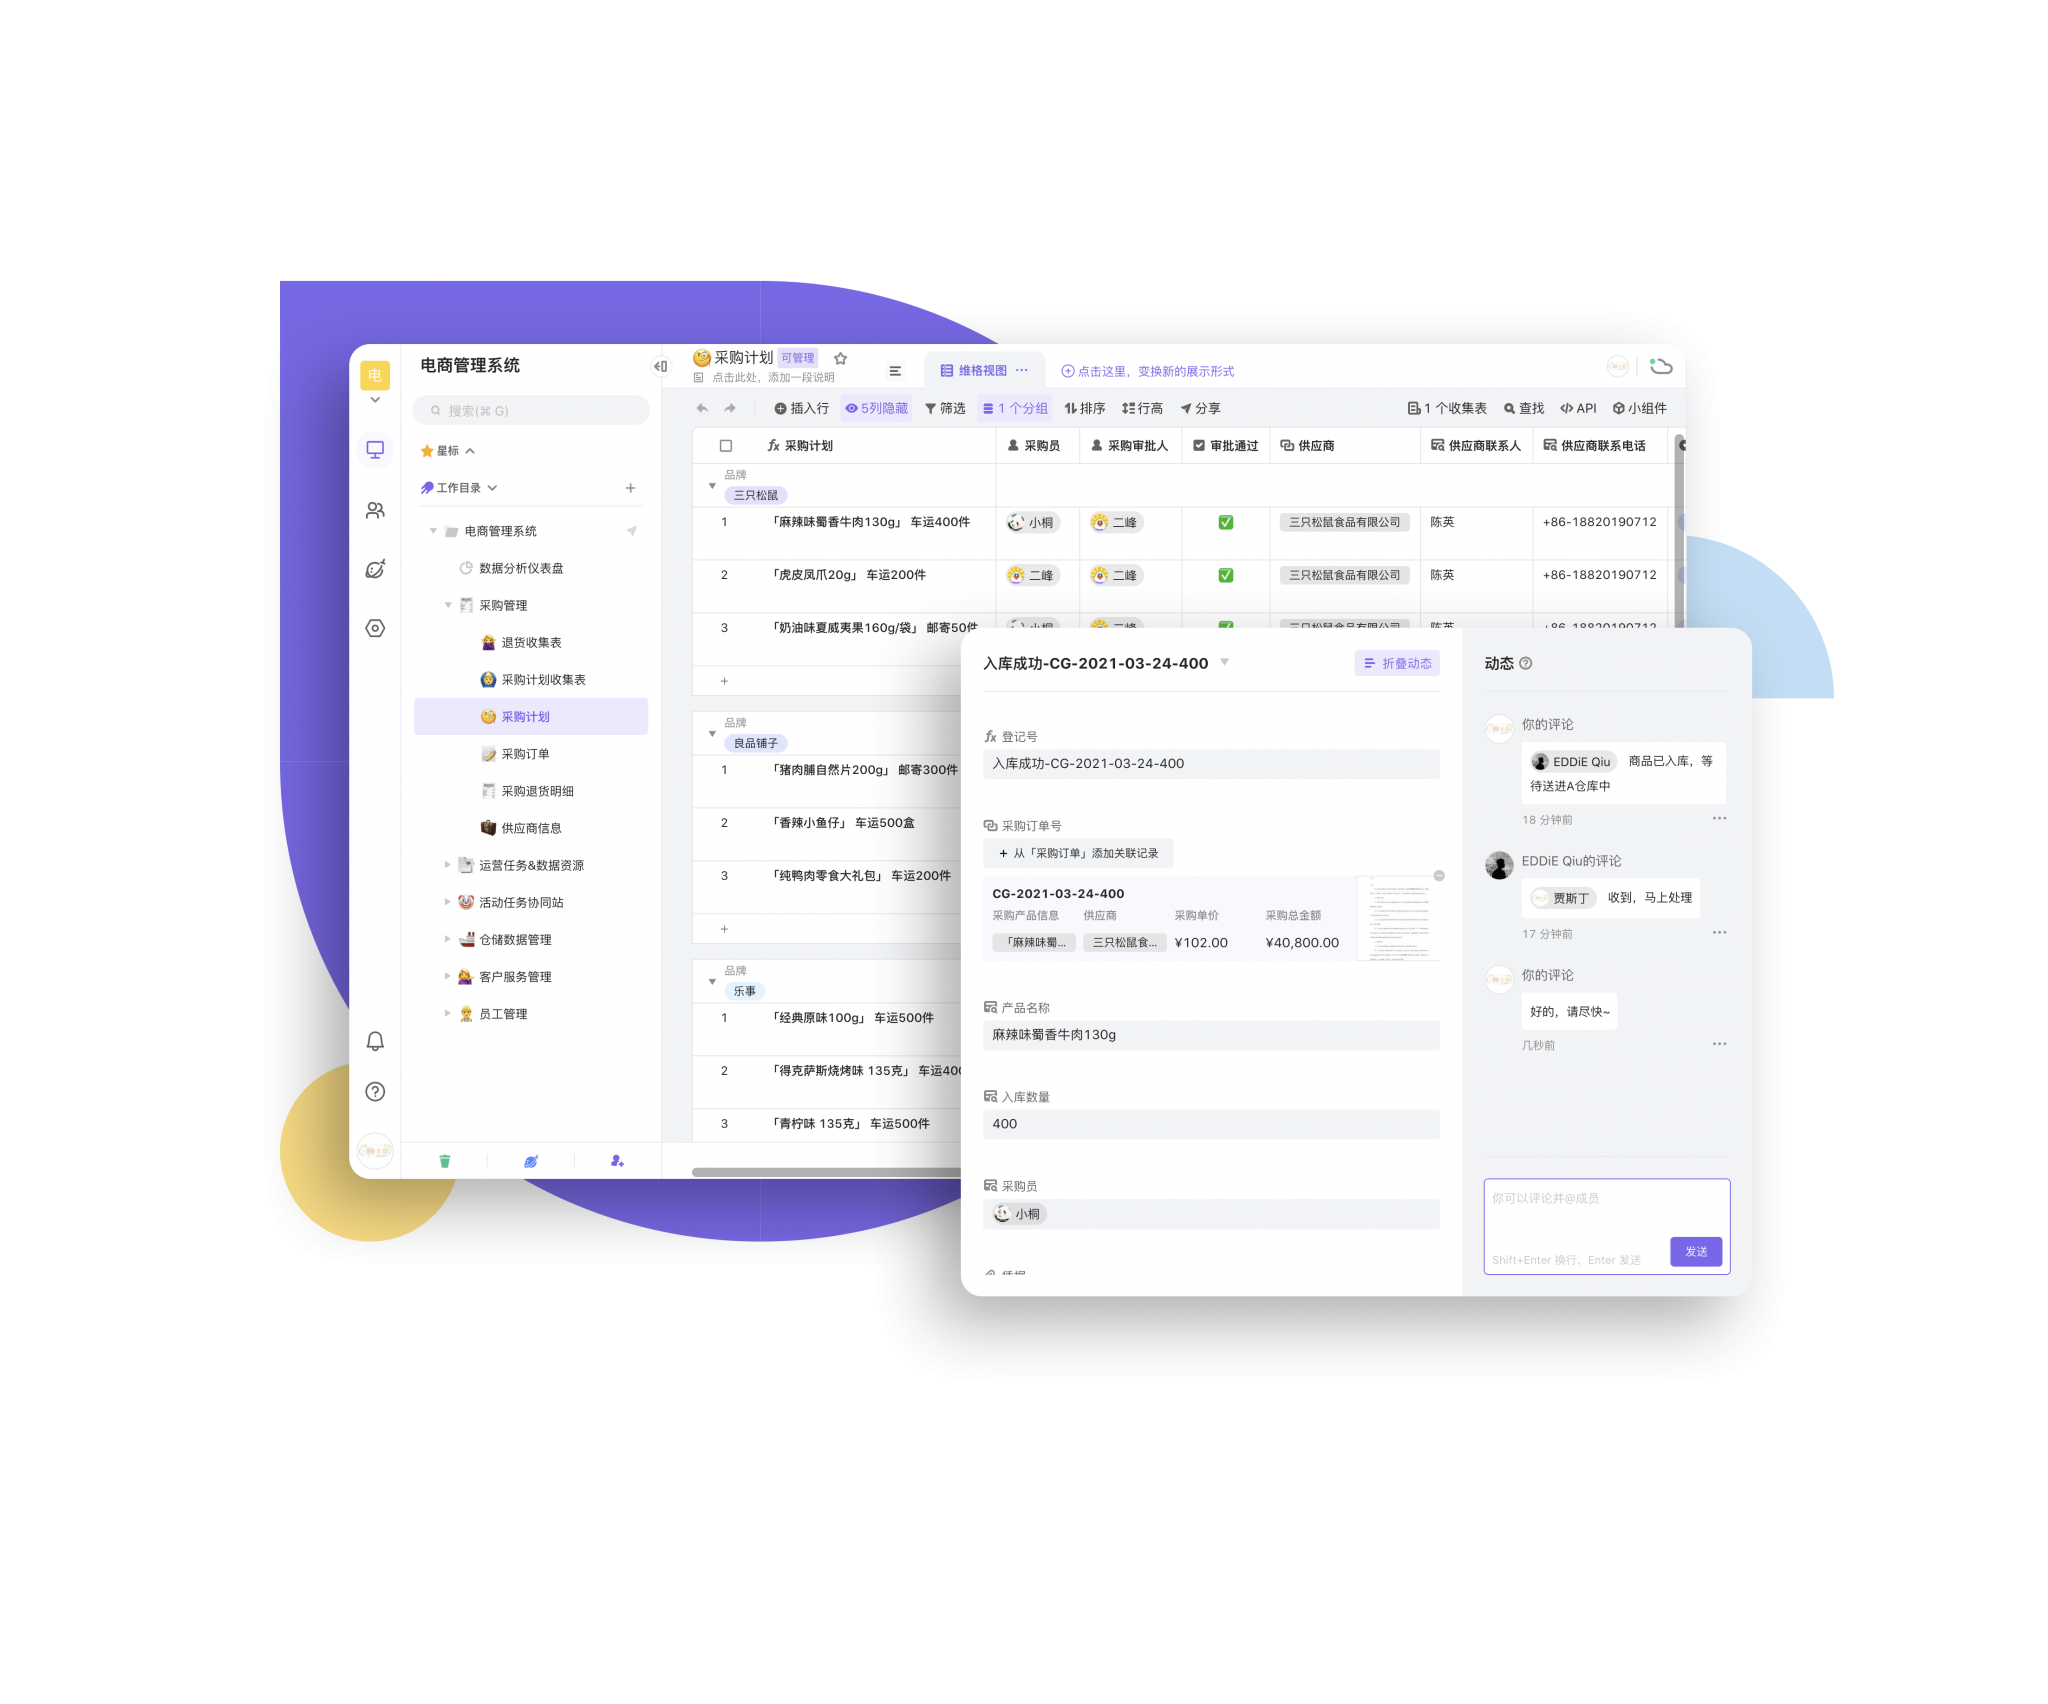 电
电商管理系统
搜索(⌘ G)
星标
工作目录
电商管理系统
数据分析仪表盘
采购管理
退货收集表
采购计划收集表
采购计划
采购订单
采购退货明细
供应商信息
运营任务&数据资源
活动任务协同站
仓储数据管理
客户服务管理
员工管理
采购计划 可管理
点击此处，添加一段说明
维格视图
点击这里，变换新的展示形式
插入行 5列隐藏 筛选 1 个分组 排序 行高 分享 1 个收集表 查找 API 小组件
采购计划 采购员 采购审批人 审批通过 供应商 供应商联系人 供应商联系电话
品牌
三只松鼠
1 「麻辣味蜀香牛肉130g」 车运400件 小桐 二峰 三只松鼠食品有限公司 陈英 +86-18820190712
2 「虎皮凤爪20g」 车运200件 二峰 二峰 三只松鼠食品有限公司 陈英 +86-18820190712
3 「奶油味夏威夷果160g/袋」 邮寄50件 小桐 二峰 三只松鼠食品有限公司 陈英 +86-18820190712
品牌
良品铺子
1 「猪肉脯自然片200g」 邮寄300件
2 「香辣小鱼仔」 车运500盒
3 「纯鸭肉零食大礼包」 车运200件
品牌
乐事
1 「经典原味100g」 车运500件
2 「得克萨斯烧烤味 135克」 车运400
3 「青柠味 135克」 车运500件
入库成功-CG-2021-03-24-400
折叠动态
登记号
入库成功-CG-2021-03-24-400
采购订单号
+ 从「采购订单」添加关联记录
CG-2021-03-24-400
采购产品信息 供应商 采购单价 采购总金额
「麻辣味蜀... 三只松鼠食... ¥102.00 ¥40,800.00
产品名称
麻辣味蜀香牛肉130g
入库数量
400
采购员
小桐
动态
你的评论
EDDiE Qiu 商品已入库，等
待送进A仓库中
18 分钟前
EDDiE Qiu的评论
贾斯丁 收到，马上处理
17 分钟前
你的评论
好的，请尽快~
几秒前
你可以评论并@成员
Shift+Enter 换行，Enter 发送
发送